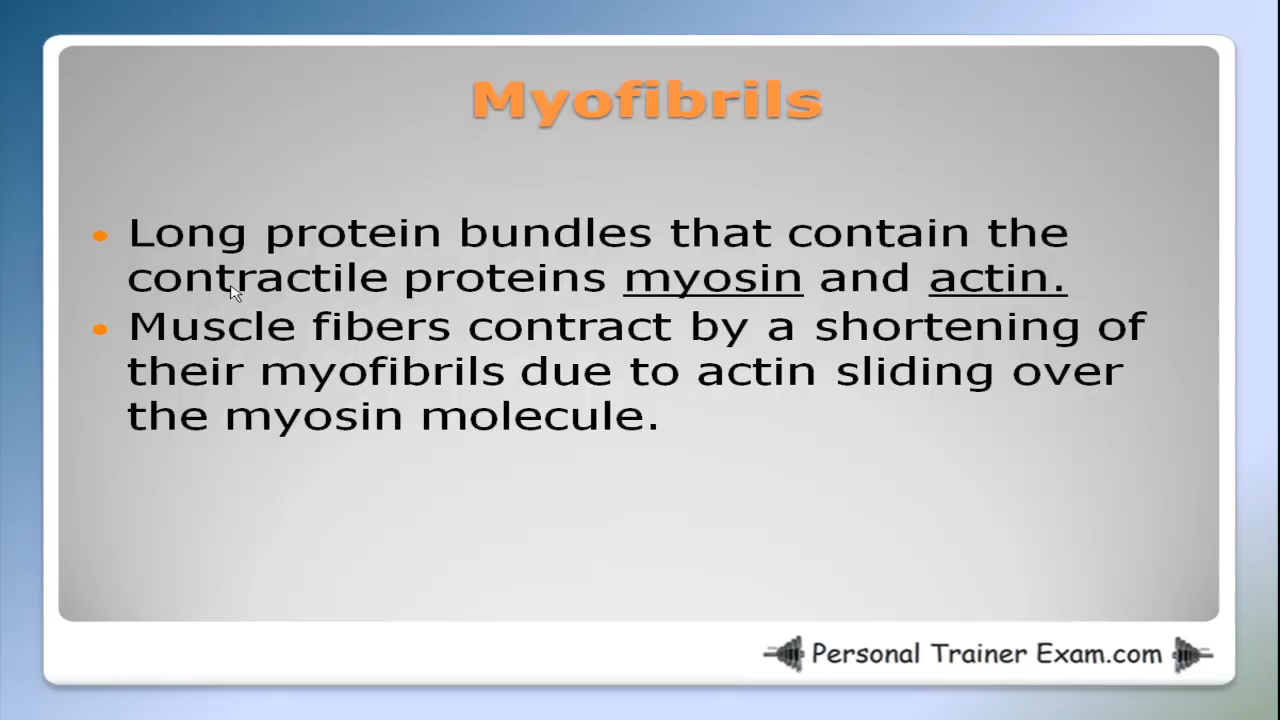 Myofibrils
• Long protein bundles that contain the
contractile proteins myosin and actin.
• Muscle fibers contract by a shortening of
their myofibrils due to actin sliding over
the myosin molecule.
Personal Trainer Exam.com